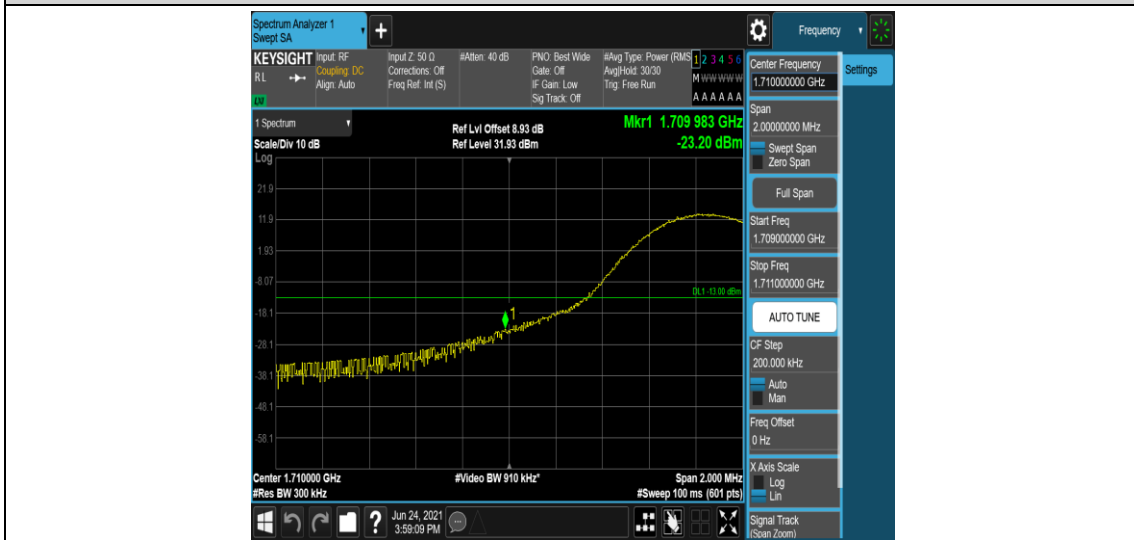 Spectrum Analyzer 1
Swept SA
Frequency
KEYSIGHT
RL
LXI
Input: RF
Coupling: DC
Align: Auto
Input Z: 50 Ω
Corrections: Off
Freq Ref: Int (S)
#Atten: 40 dB
PNO: Best Wide
Gate: Off
IF Gain: Low
Sig Track: Off
#Avg Type: Power (RMS
Avg|Hold: 30/30
Trig: Free Run
1 2 3 4 5 6
M W W W W W
A A A A A A
1 Spectrum
Scale/Div 10 dB
Ref Lvl Offset 8.93 dB
Ref Level 31.93 dBm
Mkr1 1.709 983 GHz
-23.20 dBm
Log
21.9
11.9
1.93
-8.07
-18.1
-28.1
-38.1
-48.1
-58.1
DL1 -13.00 dBm
1
Center 1.710000 GHz
#Res BW 300 kHz
#Video BW 910 kHz*
Span 2.000 MHz
#Sweep 100 ms (601 pts)
Jun 24, 2021
3:59:09 PM
Center Frequency
1.710000000 GHz
Settings
Span
2.00000000 MHz
Swept Span
Zero Span
Full Span
Start Freq
1.709000000 GHz
Stop Freq
1.711000000 GHz
AUTO TUNE
CF Step
200.000 kHz
Auto
Man
Freq Offset
0 Hz
X Axis Scale
Log
Lin
Signal Track
(Span Zoom)